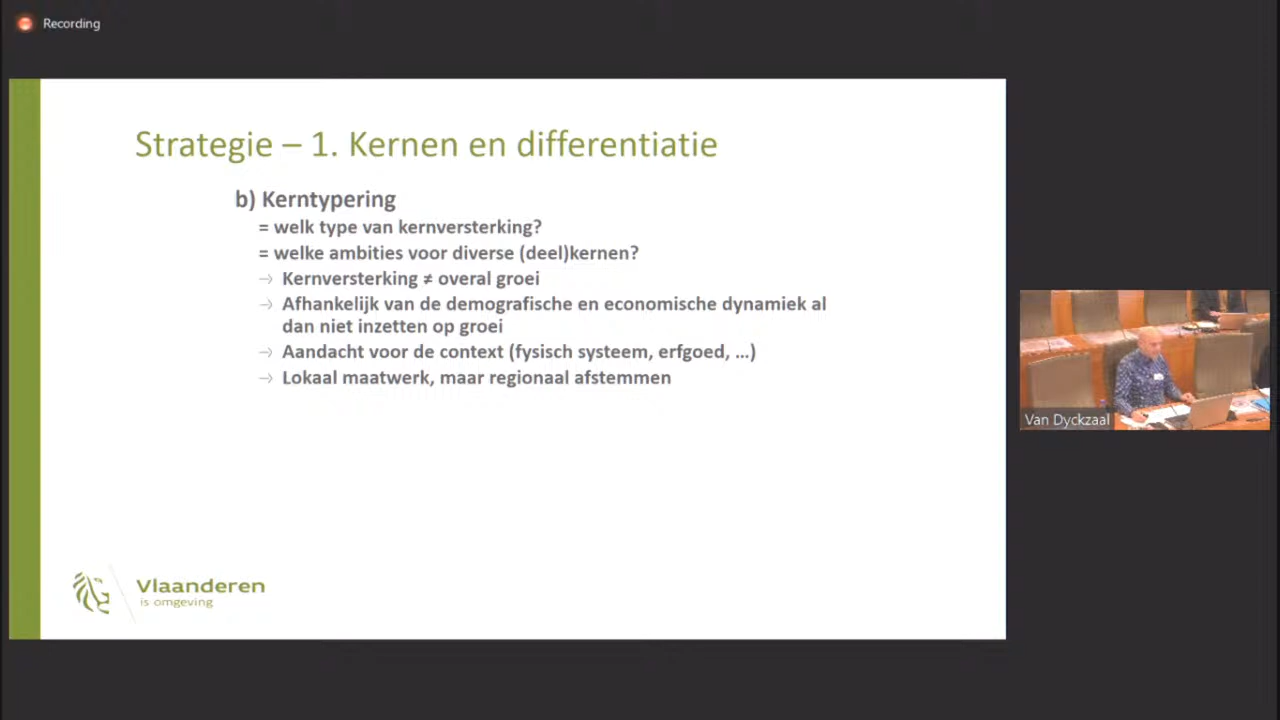 Recording
Strategie – 1. Kernen en differentiatie
b) Kerntypering
= welk type van kernversterking?
= welke ambities voor diverse (deel)kernen?
→ Kernversterking ≠ overal groei
→ Afhankelijk van de demografische en economische dynamiek al
dan niet inzetten op groei
→ Aandacht voor de context (fysisch systeem, erfgoed, …)
→ Lokaal maatwerk, maar regionaal afstemmen
Van Dyckzaal
Vlaanderen
is omgeving